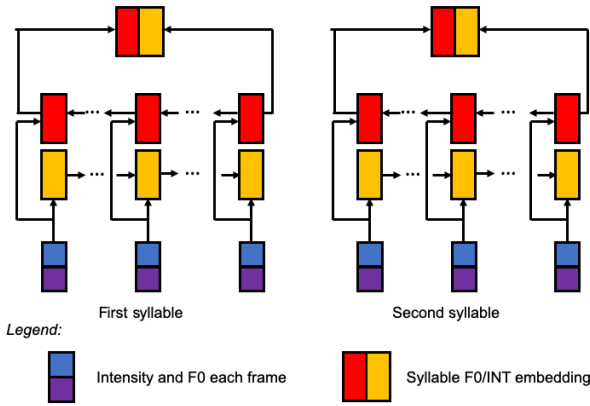 First syllable
Second syllable
Legend:
Intensity and F0 each frame
Syllable F0/INT embedding